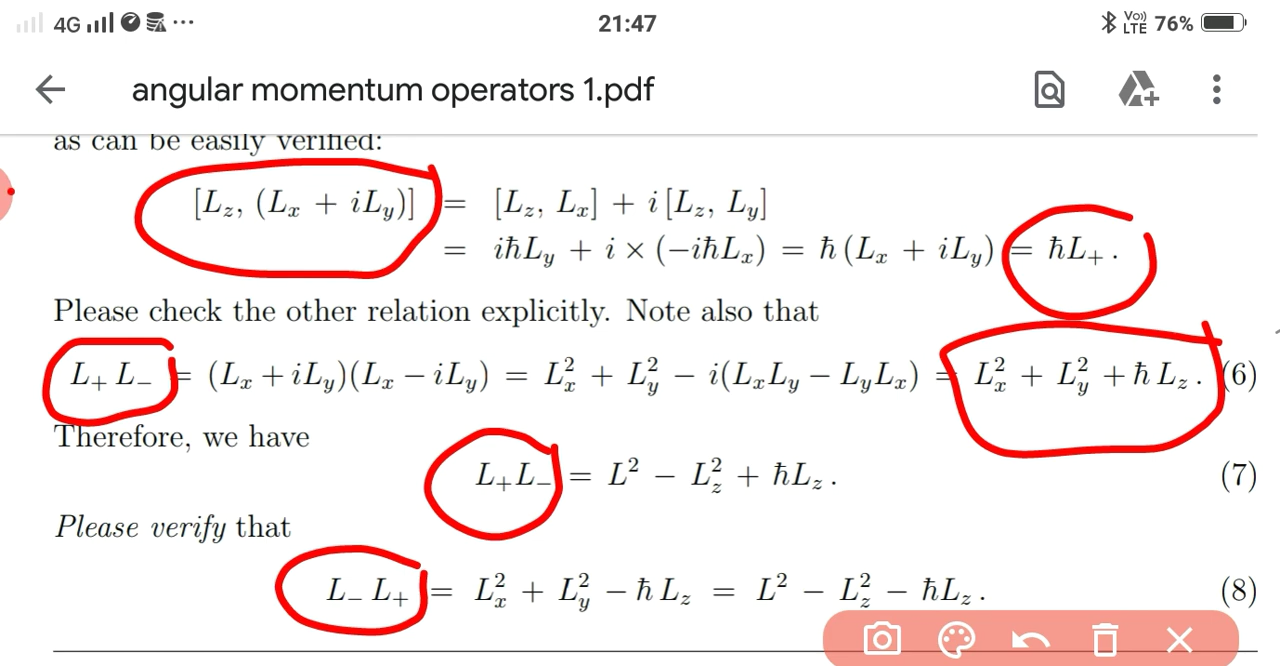 4G 21:47 Vo)) LTE 76%
angular momentum operators 1.pdf
as can be easily verified:
[L_z, (L_x + iL_y)] = [L_z, L_x] + i [L_z, L_y]
= iħL_y + i × (−iħL_x) = ħ (L_x + iL_y) = ħL_+ .
Please check the other relation explicitly. Note also that
L_+ L_− = (L_x + iL_y)(L_x − iL_y) = L_x^2 + L_y^2 − i(L_xL_y − L_yL_x) = L_x^2 + L_y^2 + ħ L_z . (6)
Therefore, we have
L_+L_− = L^2 − L_z^2 + ħL_z . (7)
Please verify that
L_− L_+ = L_x^2 + L_y^2 − ħ L_z = L^2 − L_z^2 − ħL_z . (8)